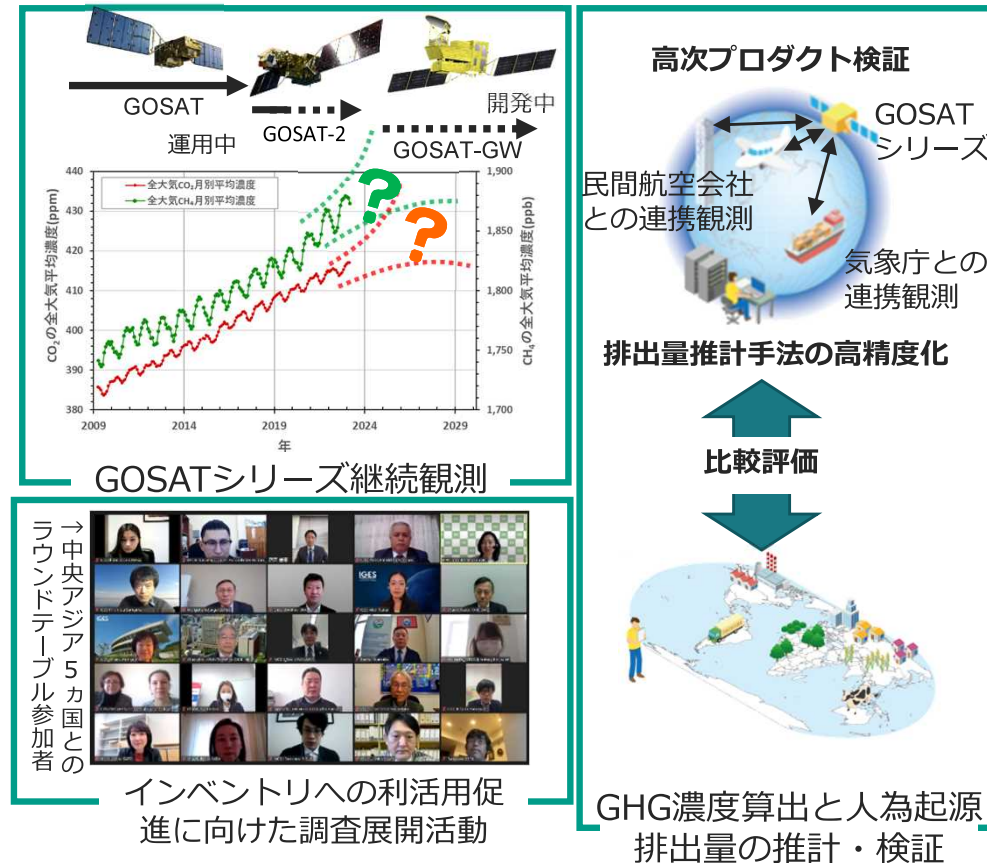 GOSAT
運用中
GOSAT-2
開発中
GOSAT-GW
全大気CO₂月別平均濃度
全大気CH₄月別平均濃度
CO₂の全大気平均濃度(ppm)
440
430
420
410
400
390
380
1,900
1,850
1,800
1,750
1,700
CH₄の全大気平均濃度(ppb)
2009
2014
2019
2024
2029
年
?
?
GOSATシリーズ継続観測
→中央アジア5ヵ国との
ラウンドテーブル参加者
IGES
IGES
インベントリへの利活用促
進に向けた調査展開活動
高次プロダクト検証
GOSAT
シリーズ
民間航空会社
との連携観測
気象庁との
連携観測
排出量推計手法の高精度化
比較評価
GHG濃度算出と人為起源
排出量の推計・検証